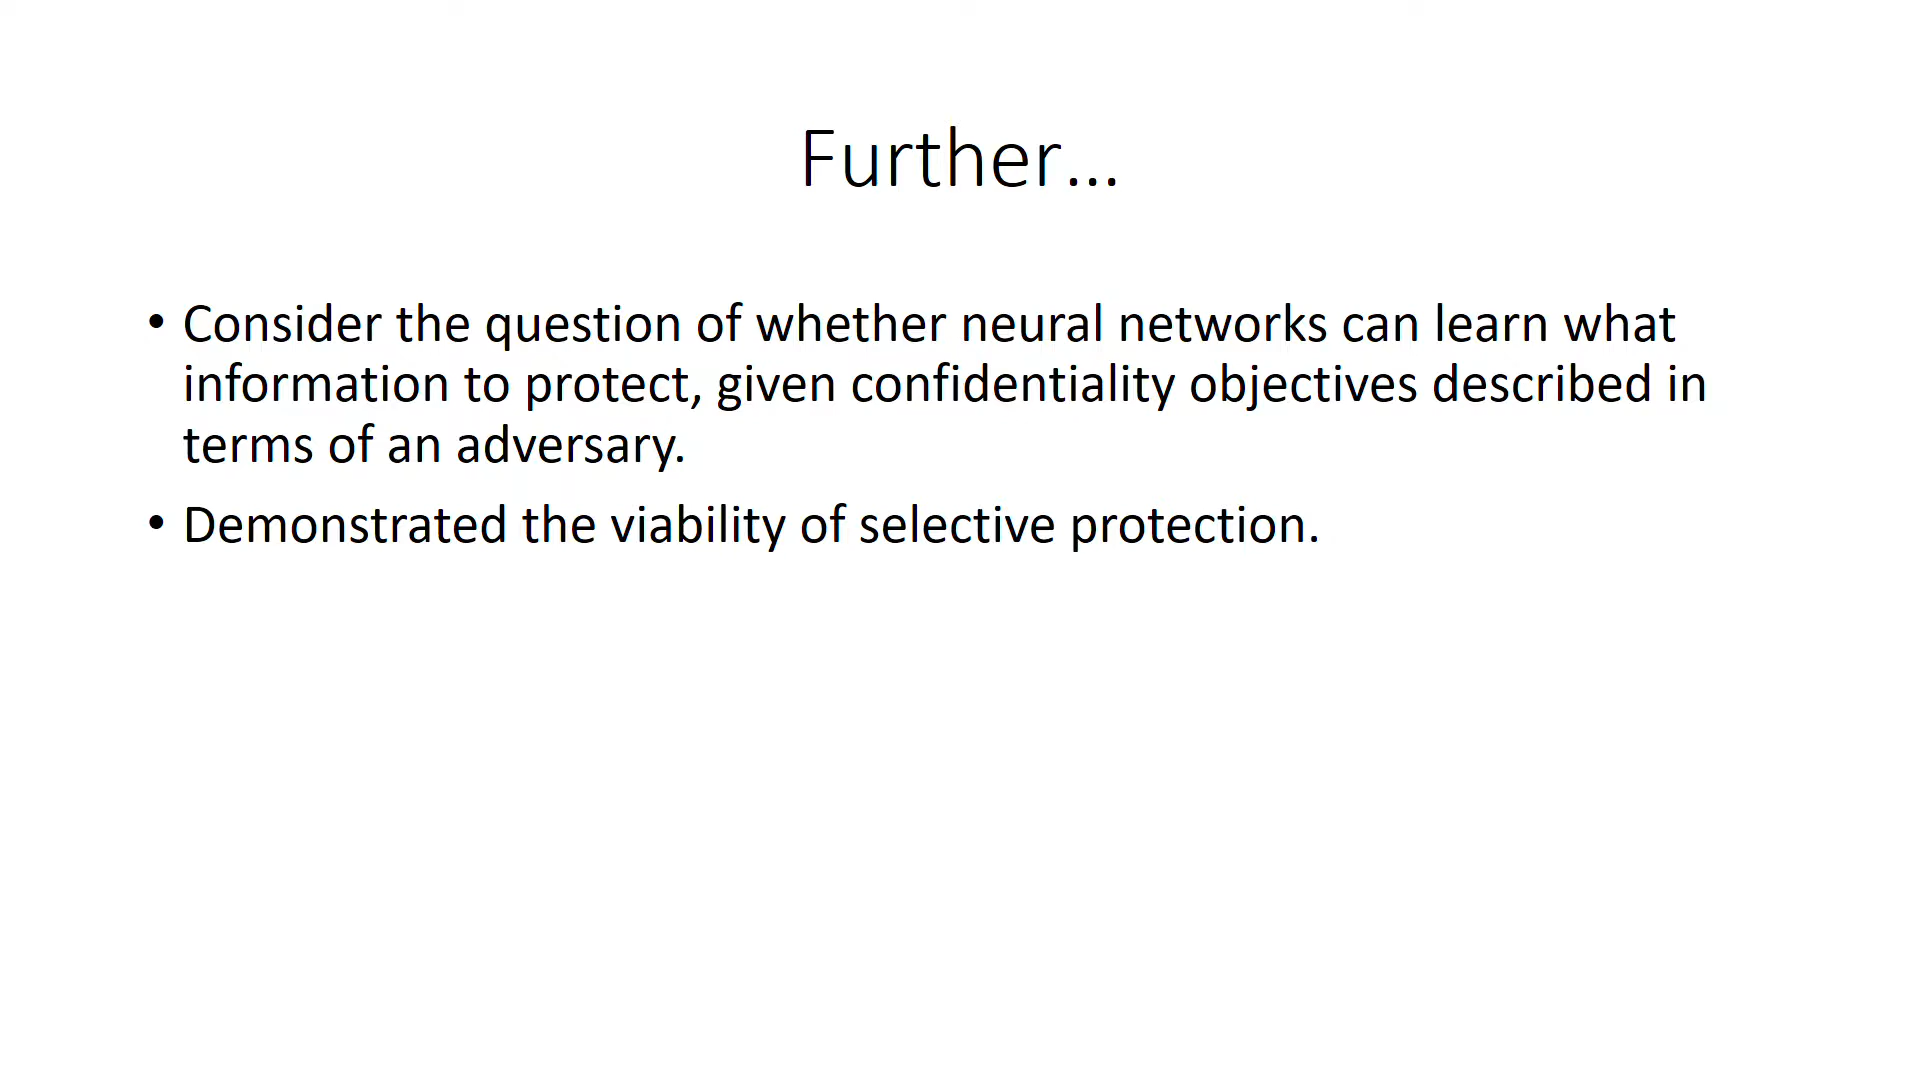 Further...
• Consider the question of whether neural networks can learn what
information to protect, given confidentiality objectives described in
terms of an adversary.
• Demonstrated the viability of selective protection.